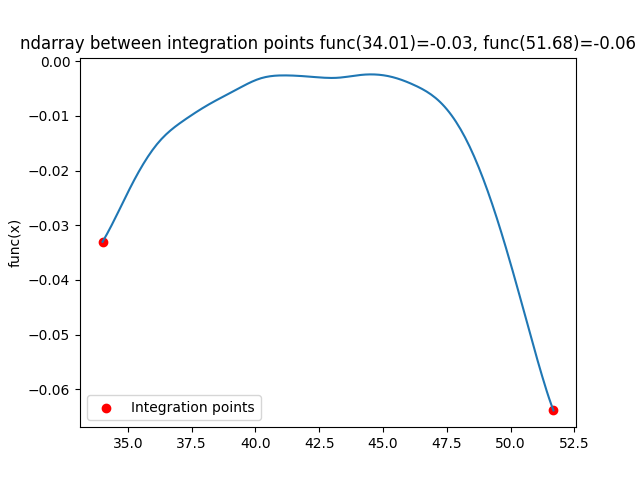 ndarray between integration points func(34.01)=-0.03, func(51.68)=-0.06
0.00
−0.01
−0.02
−0.03
−0.04
−0.05
−0.06
func(x)
Integration points
35.0 37.5 40.0 42.5 45.0 47.5 50.0 52.5